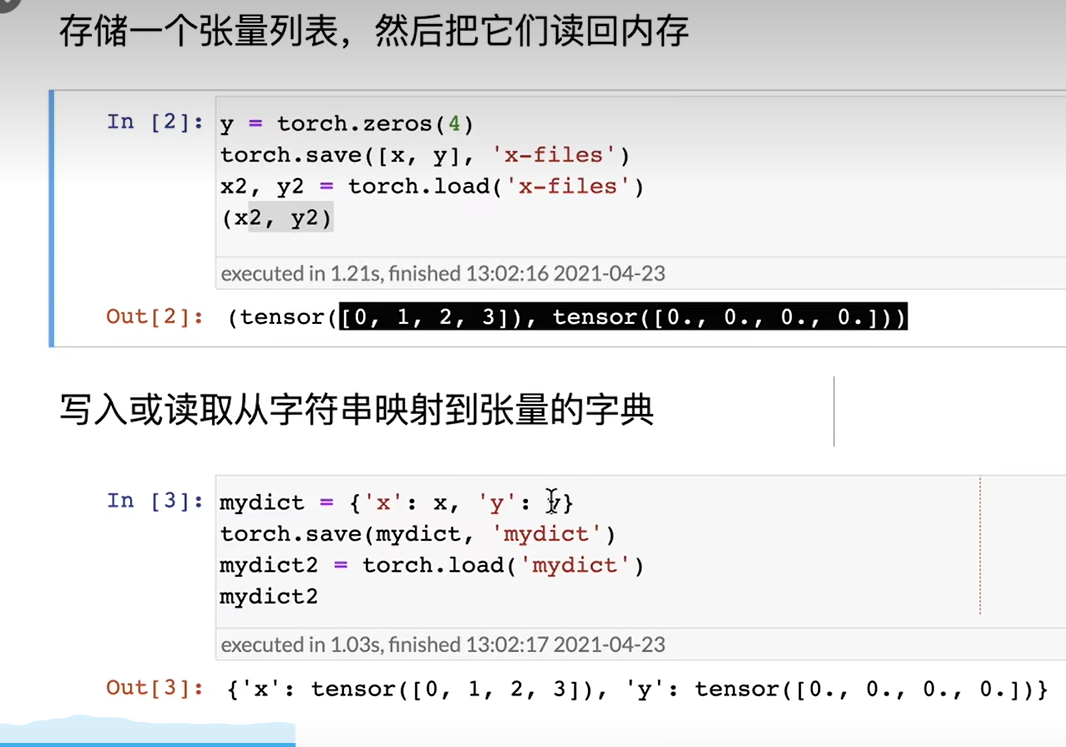 存储一个张量列表，然后把它们读回内存
In [2]: y = torch.zeros(4)
torch.save([x, y], 'x-files')
x2, y2 = torch.load('x-files')
(x2, y2)
executed in 1.21s, finished 13:02:16 2021-04-23
Out[2]: (tensor([0, 1, 2, 3]), tensor([0., 0., 0., 0.]))
写入或读取从字符串映射到张量的字典
In [3]: mydict = {'x': x, 'y': y}
torch.save(mydict, 'mydict')
mydict2 = torch.load('mydict')
mydict2
executed in 1.03s, finished 13:02:17 2021-04-23
Out[3]: {'x': tensor([0, 1, 2, 3]), 'y': tensor([0., 0., 0., 0.])}